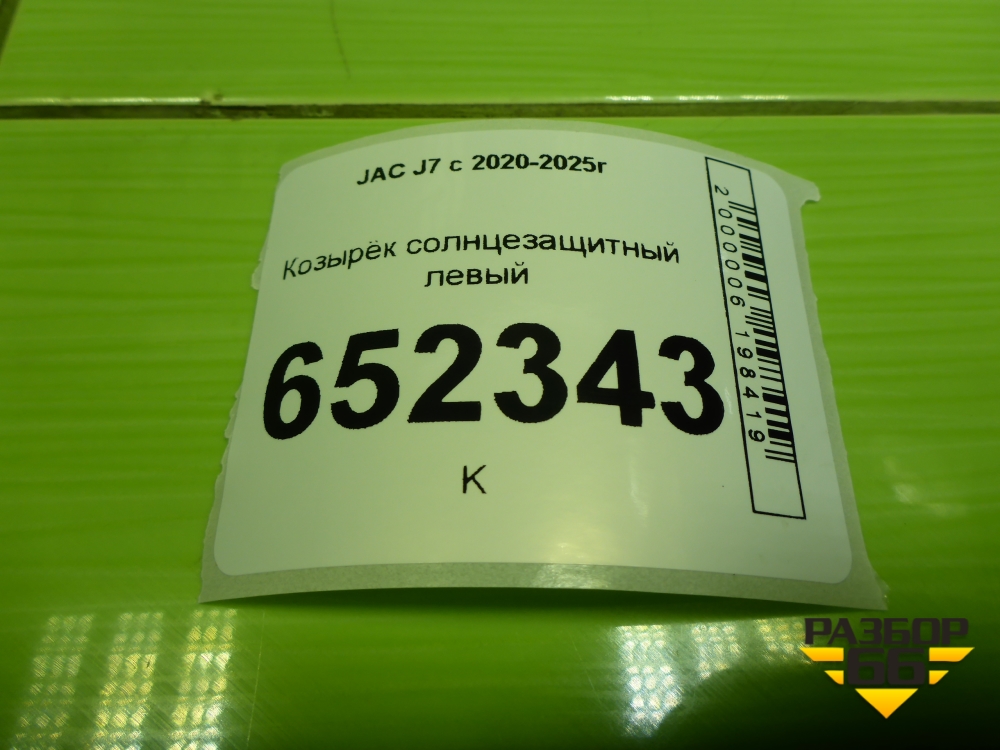 JAC J7 с 2020-2025г
Козырёк солнцезащитный
левый
652343
К
2000006198419
РАЗБОР
66